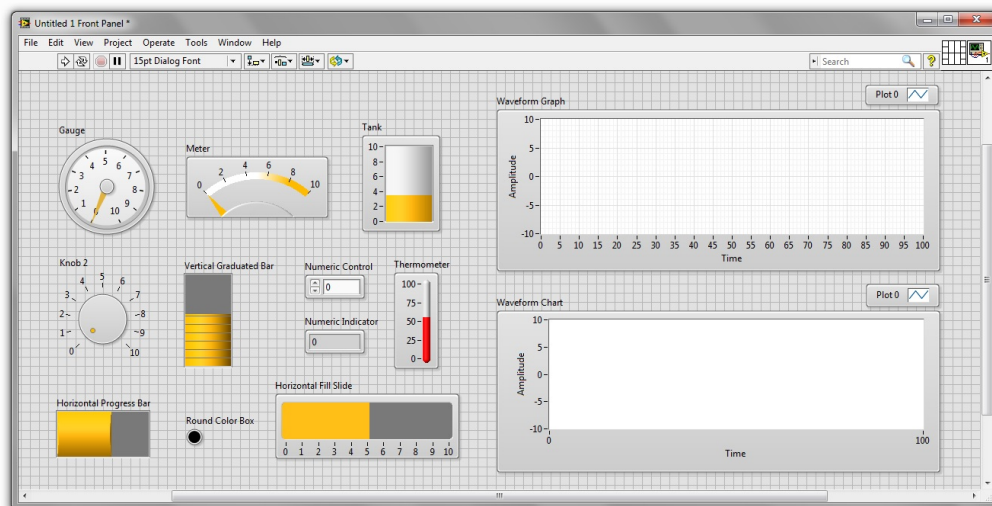 Untitled 1 Front Panel *
File Edit View Project Operate Tools Window Help
15pt Dialog Font
Search
?
1
Gauge
0 1 2 3 4 5 6 7 8 9 10
Meter
0 2 4 6 8 10
Tank
10
8
6
4
2
0
Waveform Graph
Plot 0
Amplitude
10
5
0
-5
-10
0 5 10 15 20 25 30 35 40 45 50 55 60 65 70 75 80 85 90 95 100
Time
Knob 2
0 1 2 3 4 5 6 7 8 9 10
Vertical Graduated Bar
Numeric Control
0
Numeric Indicator
0
Thermometer
100
75
50
25
0
Waveform Chart
Plot 0
Amplitude
10
5
0
-5
-10
0 100
Time
Horizontal Progress Bar
Round Color Box
Horizontal Fill Slide
0 1 2 3 4 5 6 7 8 9 10